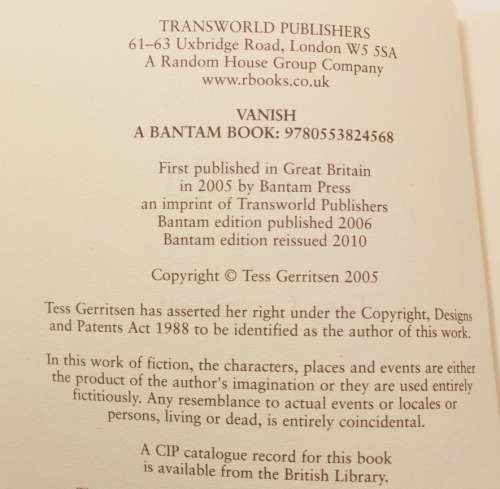 TRANSWORLD PUBLISHERS
61–63 Uxbridge Road, London W5 5SA
A Random House Group Company
www.rbooks.co.uk
VANISH
A BANTAM BOOK: 9780553824568
First published in Great Britain
in 2005 by Bantam Press
an imprint of Transworld Publishers
Bantam edition published 2006
Bantam edition reissued 2010
Copyright © Tess Gerritsen 2005
Tess Gerritsen has asserted her right under the Copyright, Designs
and Patents Act 1988 to be identified as the author of this work.
In this work of fiction, the characters, places and events are either
the product of the author's imagination or they are used entirely
fictitiously. Any resemblance to actual events or locales or
persons, living or dead, is entirely coincidental.
A CIP catalogue record for this book
is available from the British Library.